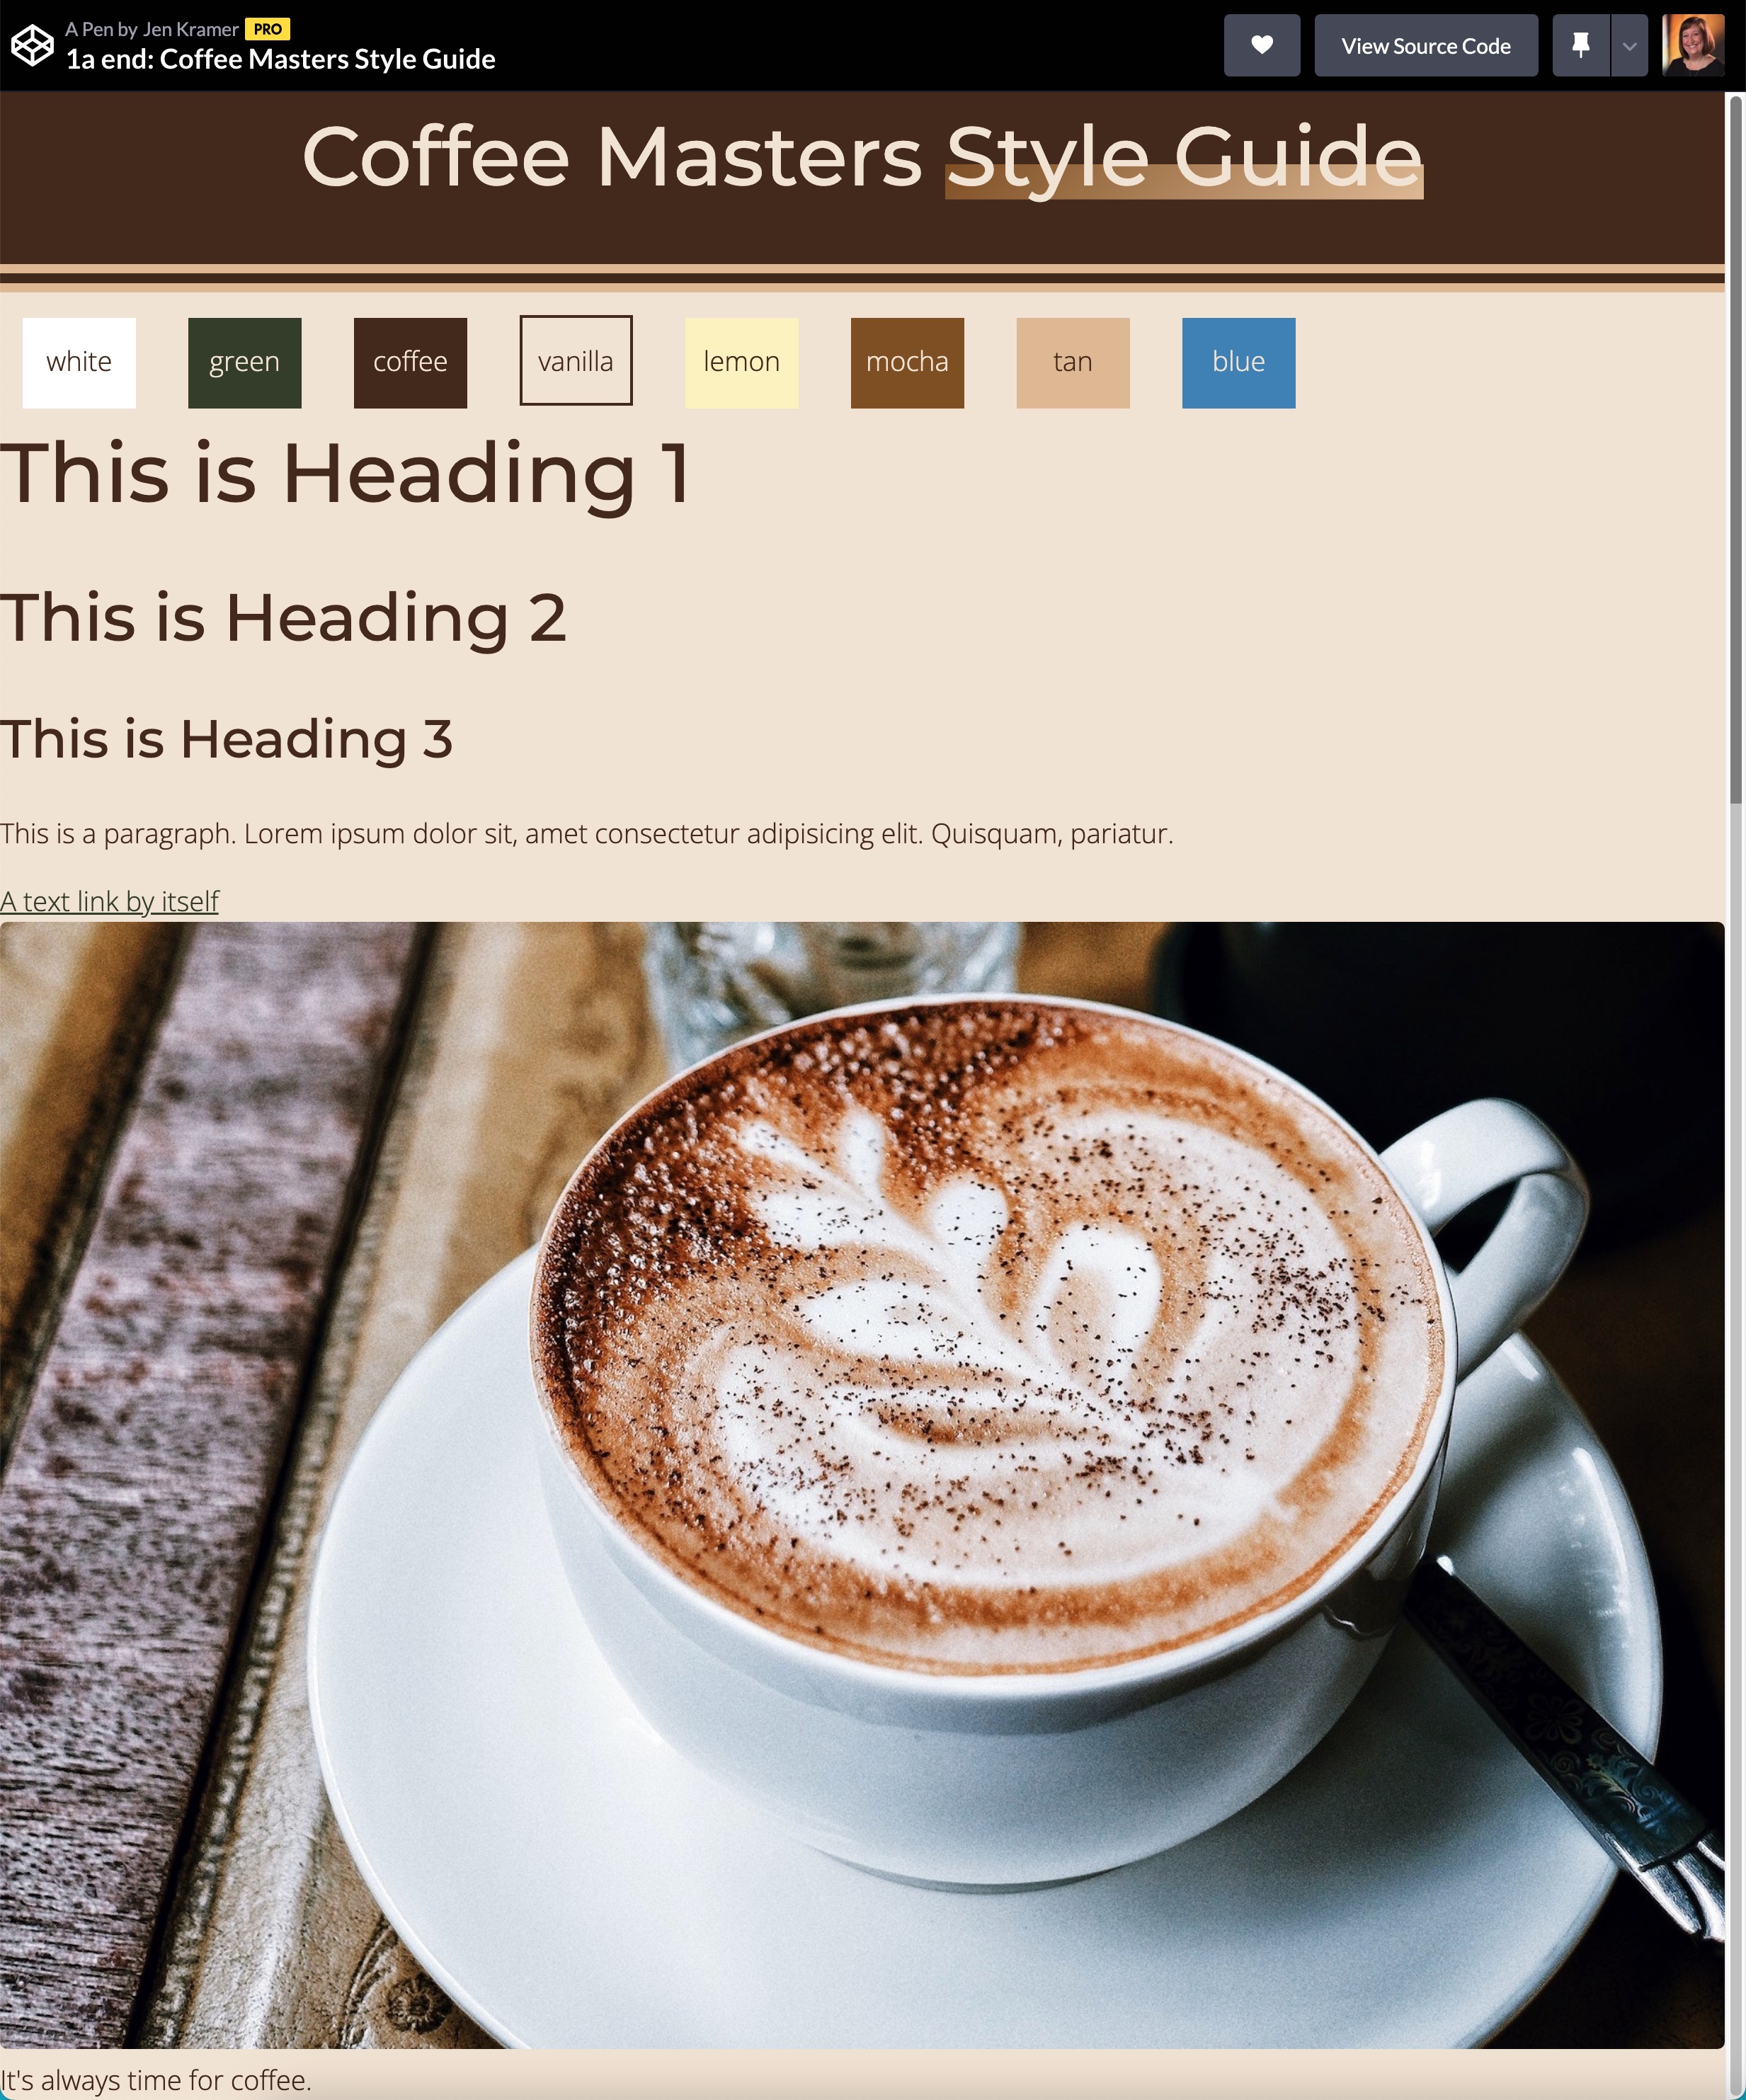 A Pen by Jen Kramer PRO
1a end: Coffee Masters Style Guide
View Source Code
Coffee Masters Style Guide
white green coffee vanilla lemon mocha tan blue
This is Heading 1
This is Heading 2
This is Heading 3
This is a paragraph. Lorem ipsum dolor sit, amet consectetur adipisicing elit. Quisquam, pariatur.
A text link by itself
It's always time for coffee.